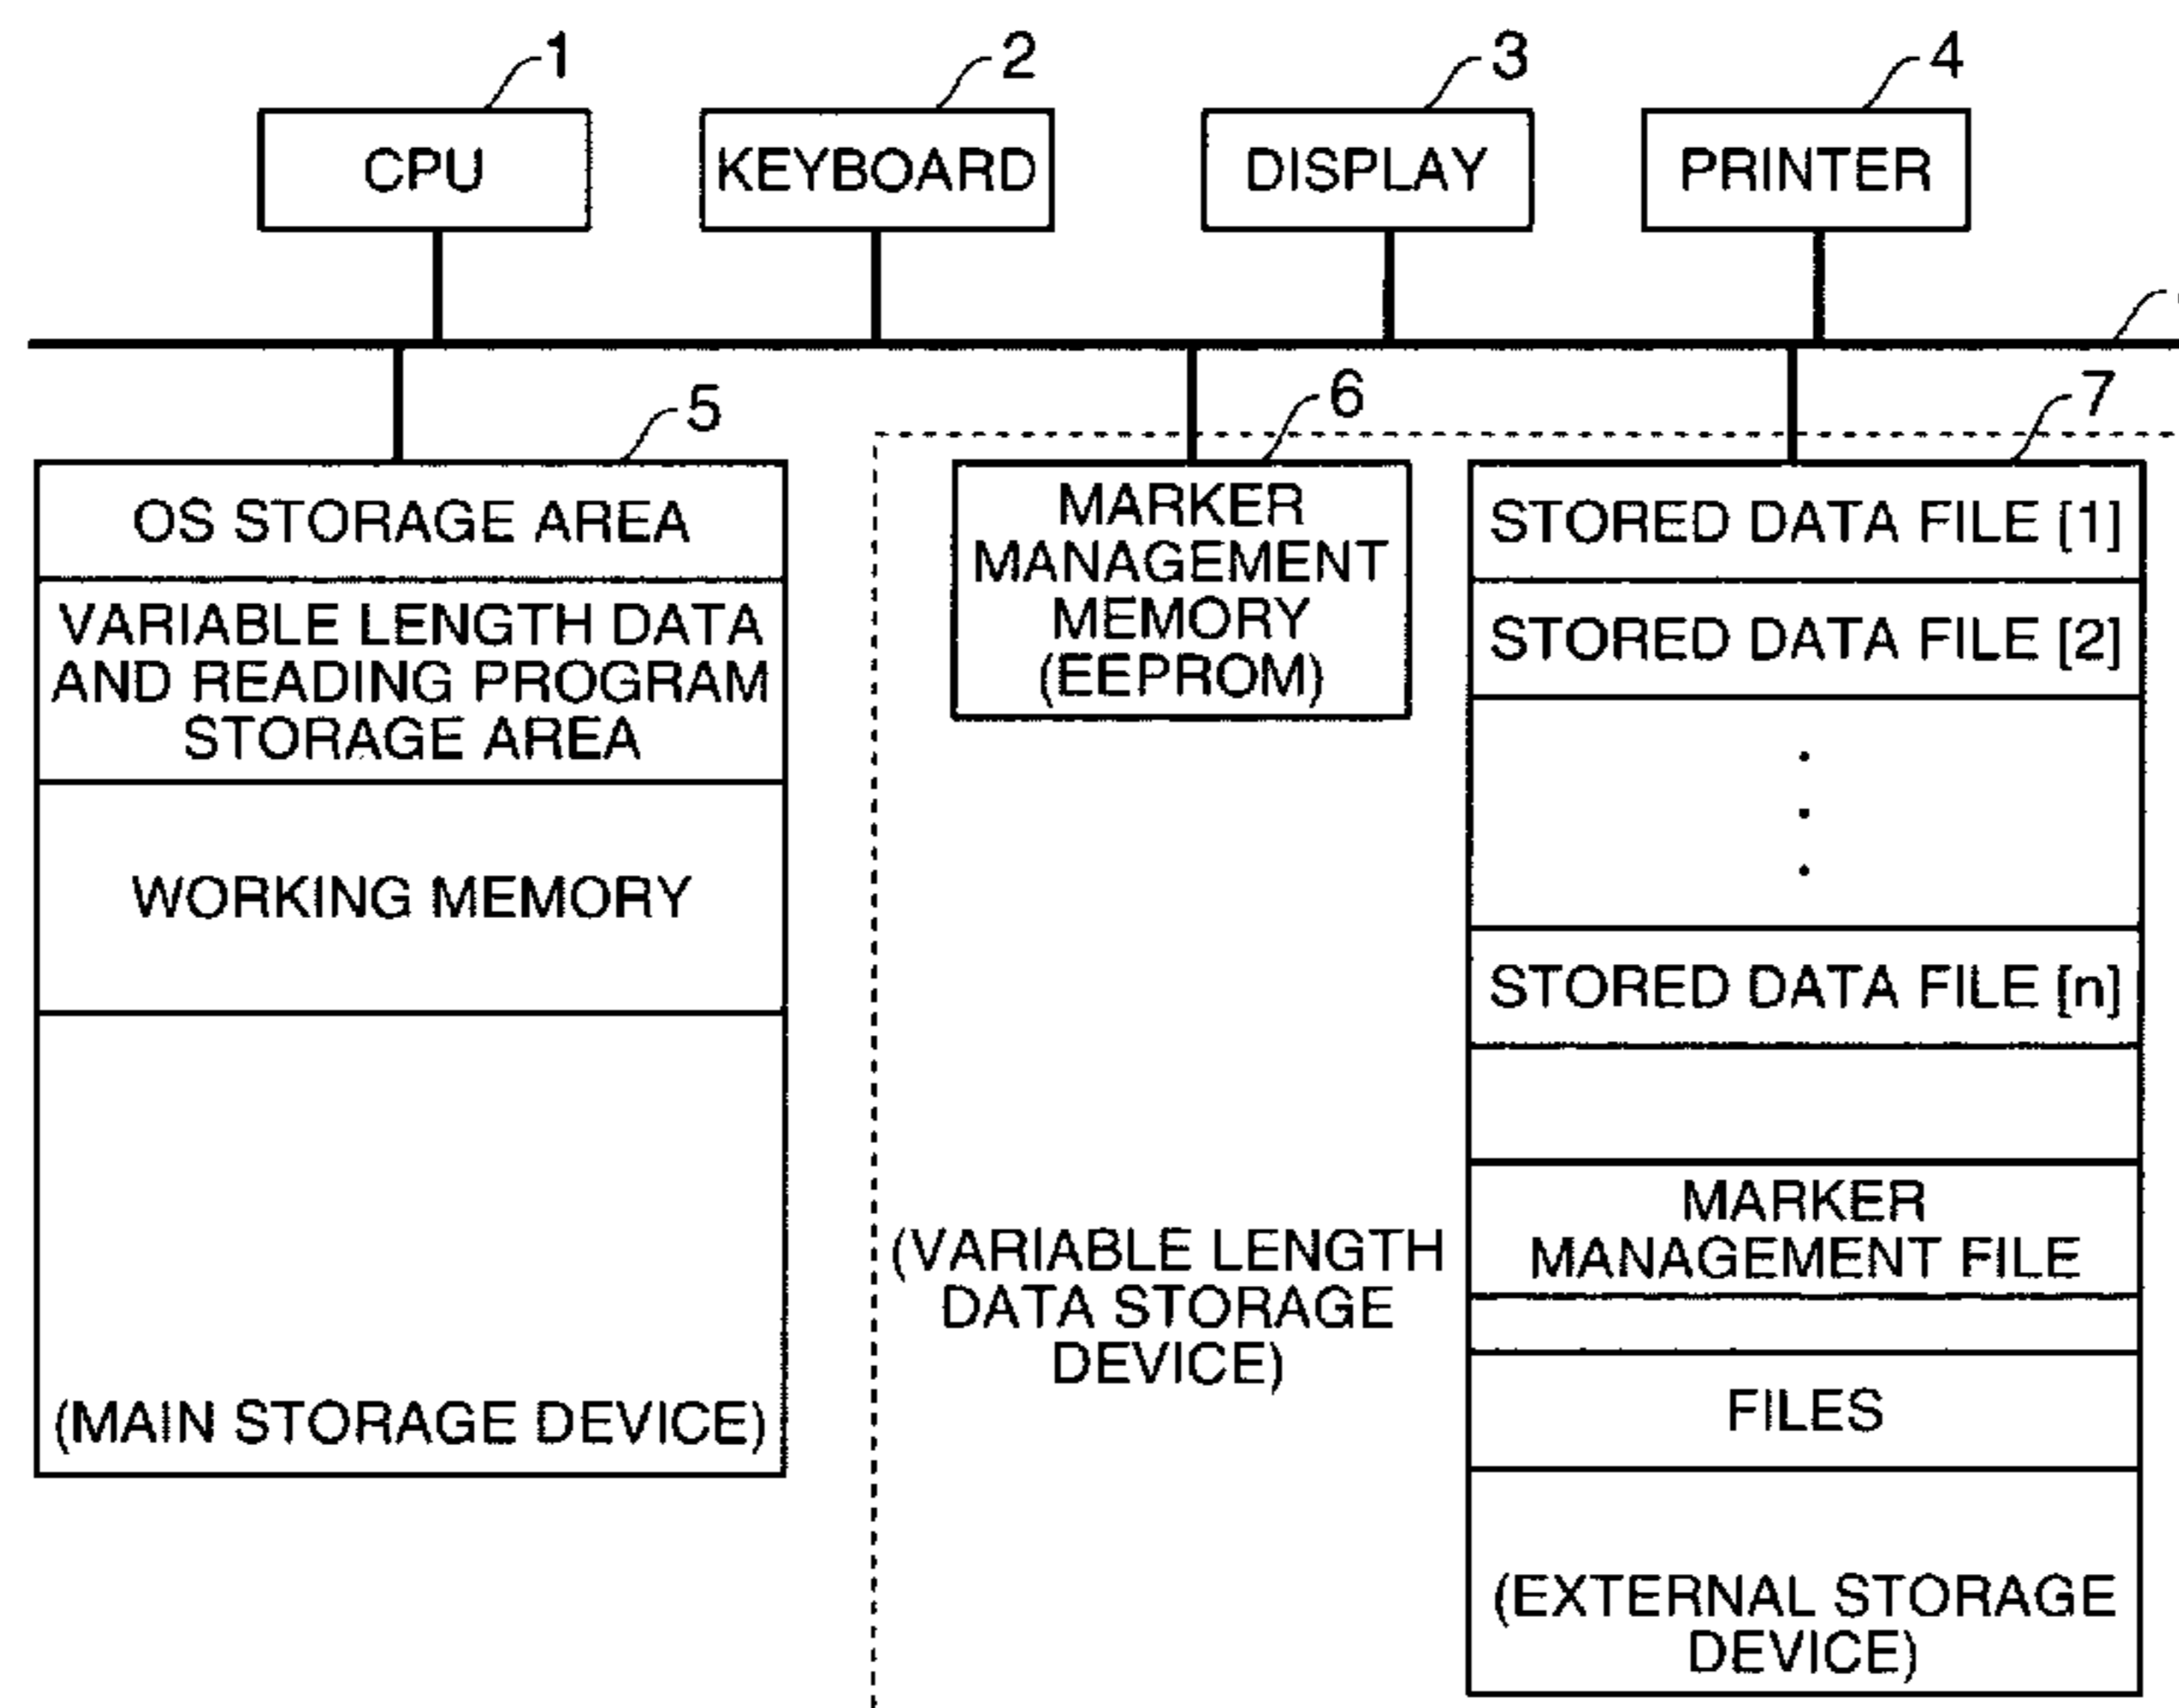 1
2
3
4
CPU
KEYBOARD
DISPLAY
PRINTER
5
6
7
OS STORAGE AREA
VARIABLE LENGTH DATA
AND READING PROGRAM
STORAGE AREA
WORKING MEMORY
(MAIN STORAGE DEVICE)
MARKER
MANAGEMENT
MEMORY
(EEPROM)
(VARIABLE LENGTH
DATA STORAGE
DEVICE)
STORED DATA FILE [1]
STORED DATA FILE [2]
.
.
.
STORED DATA FILE [n]
MARKER
MANAGEMENT FILE
FILES
(EXTERNAL STORAGE
DEVICE)